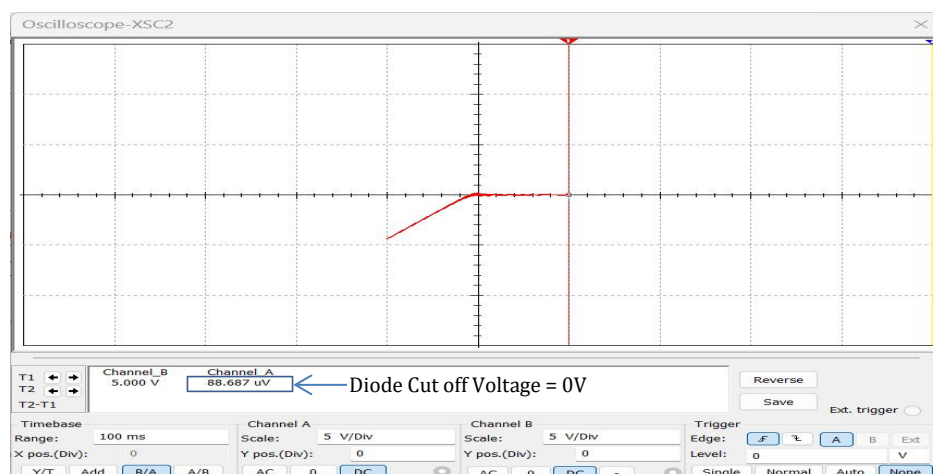 Oscilloscope-XSC2
1
T1
T2
T2-T1
Channel_B Channel_A
5.000 V 88.687 uV
Diode Cut off Voltage = 0V
Reverse
Save
Ext. trigger
Timebase
Range: 100 ms
X pos.(Div): 0
Y/T Add B/A A/B
Channel A
Scale: 5 V/Div
Y pos.(Div): 0
AC 0 DC
Channel B
Scale: 5 V/Div
Y pos.(Div): 0
AC 0 DC -
Trigger
Edge: A B Ext
Level: 0 V
Single Normal Auto None